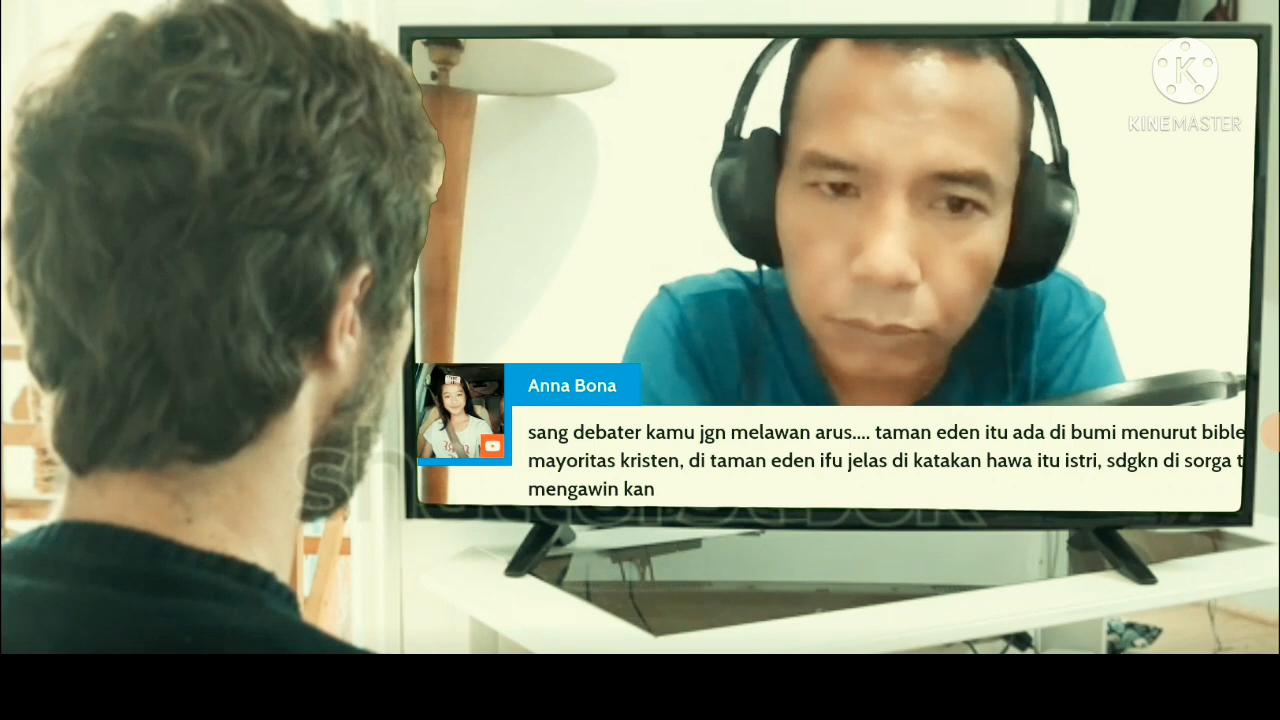 KINEMASTER
Anna Bona
sang debater kamu jgn melawan arus.... taman eden itu ada di bumi menurut bible
mayoritas kristen, di taman eden ifu jelas di katakan hawa itu istri, sdgkn di sorga t
mengawin kan